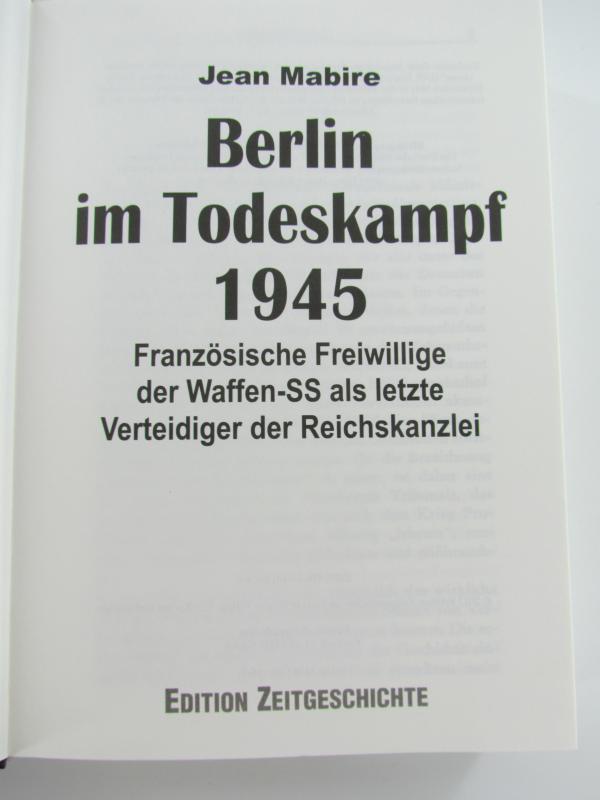 Jean Mabire
Berlin
im Todeskampf
1945
Französische Freiwillige
der Waffen-SS als letzte
Verteidiger der Reichskanzlei
EDITION ZEITGESCHICHTE